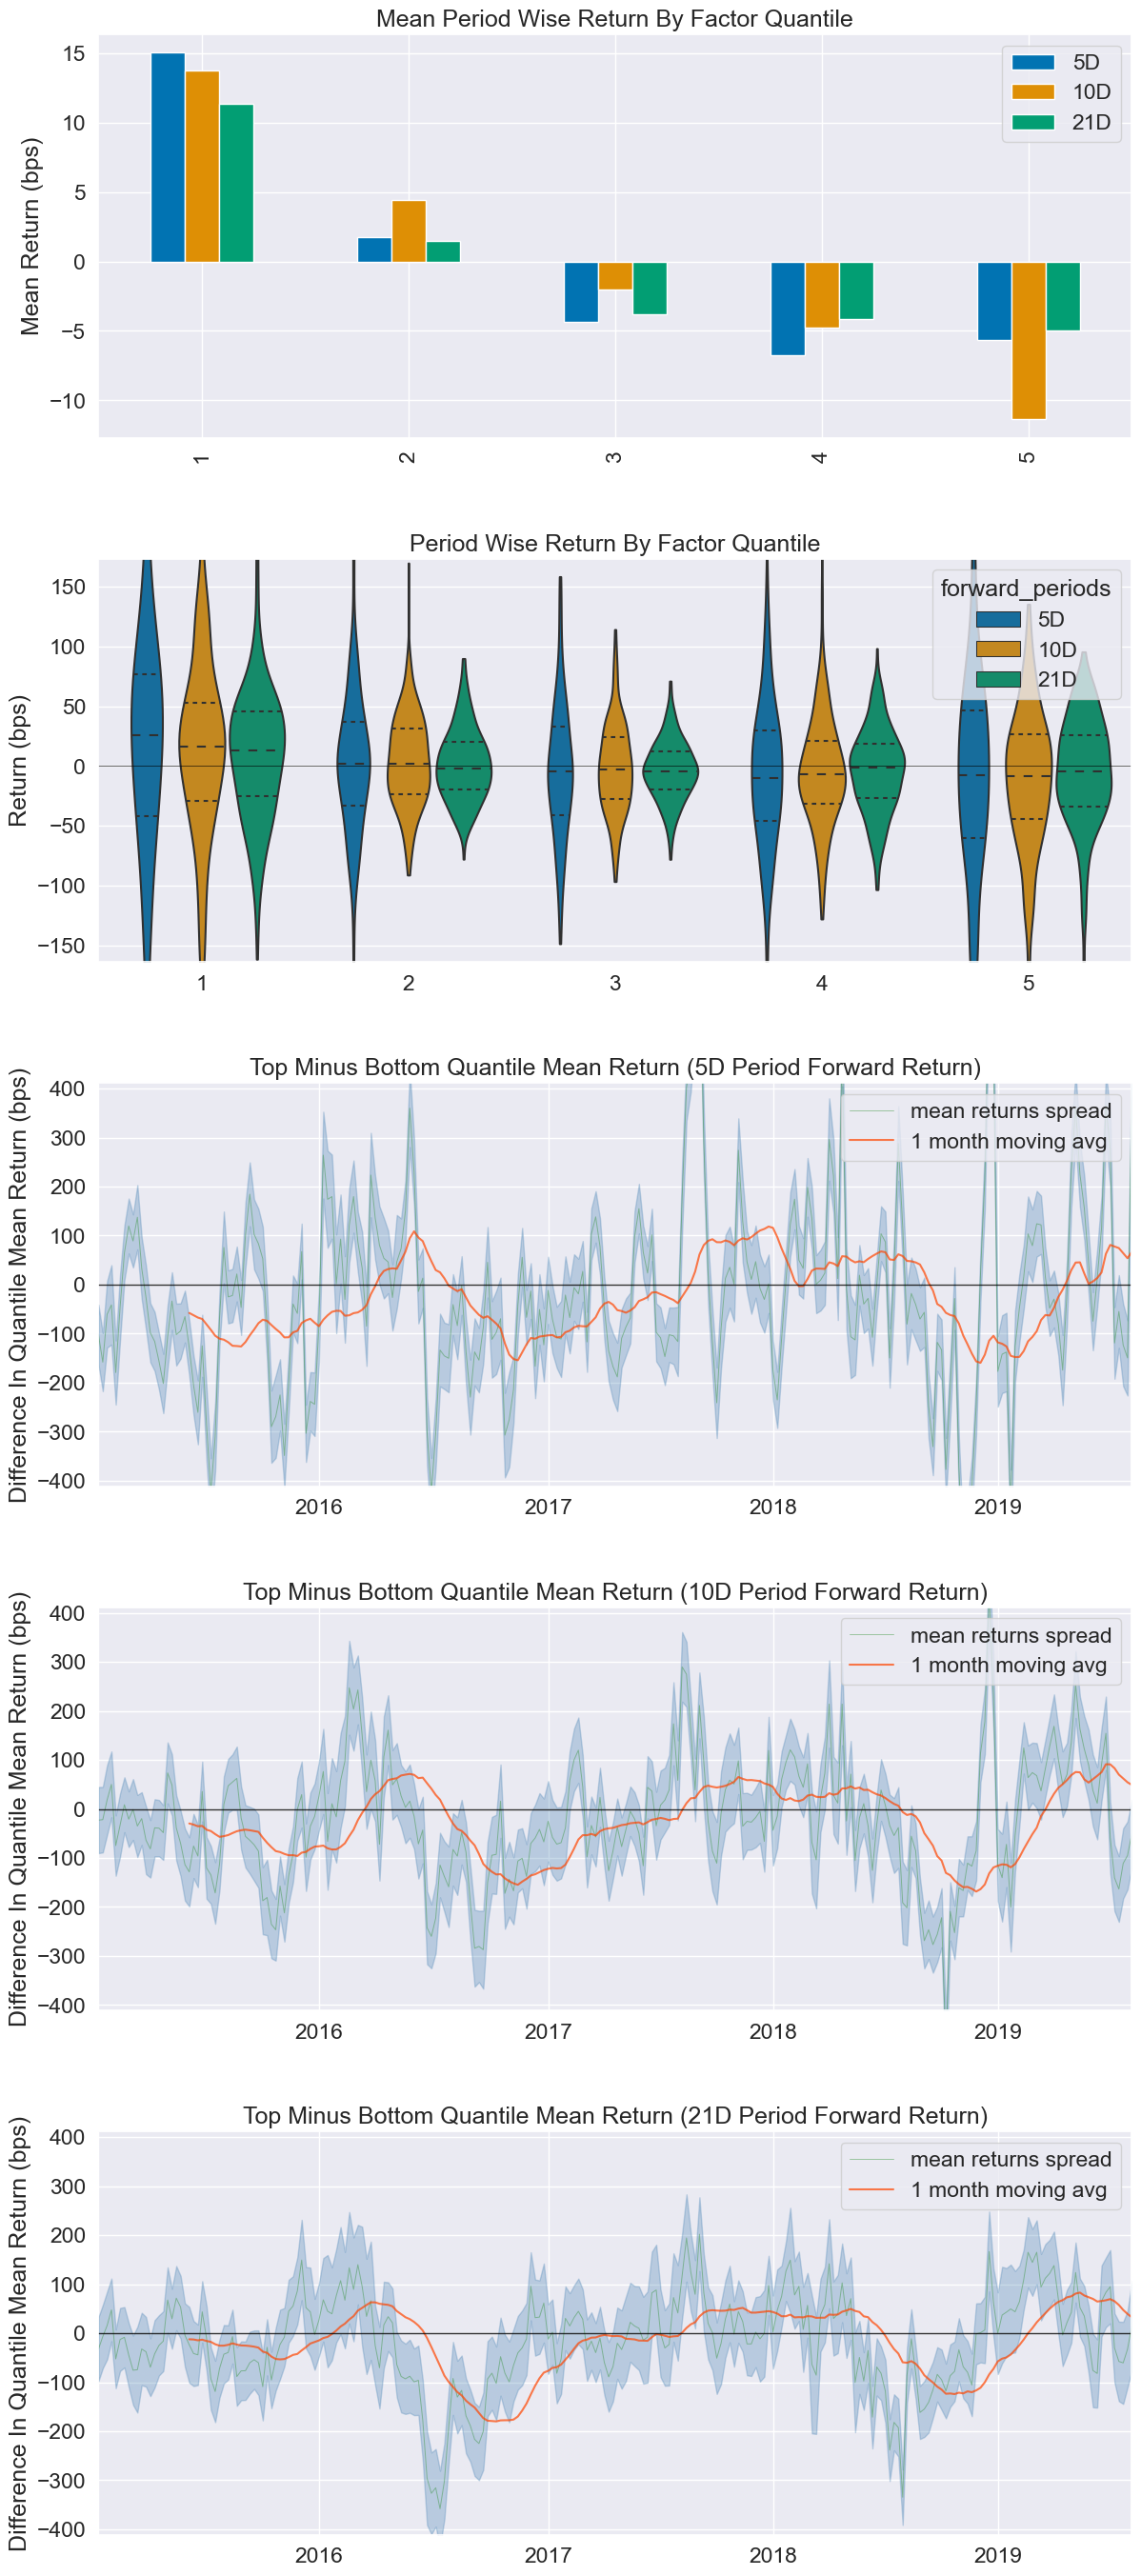 Mean Period Wise Return By Factor Quantile
Mean Return (bps)
15
10
5
0
−5
−10
5D
10D
21D
1
2
3
4
5
Period Wise Return By Factor Quantile
Return (bps)
150
100
50
0
−50
−100
−150
forward_periods
5D
10D
21D
1
2
3
4
5
Top Minus Bottom Quantile Mean Return (5D Period Forward Return)
Difference In Quantile Mean Return (bps)
400
300
200
100
0
−100
−200
−300
−400
mean returns spread
1 month moving avg
2016
2017
2018
2019
Top Minus Bottom Quantile Mean Return (10D Period Forward Return)
Difference In Quantile Mean Return (bps)
400
300
200
100
0
−100
−200
−300
−400
mean returns spread
1 month moving avg
2016
2017
2018
2019
Top Minus Bottom Quantile Mean Return (21D Period Forward Return)
Difference In Quantile Mean Return (bps)
400
300
200
100
0
−100
−200
−300
−400
mean returns spread
1 month moving avg
2016
2017
2018
2019